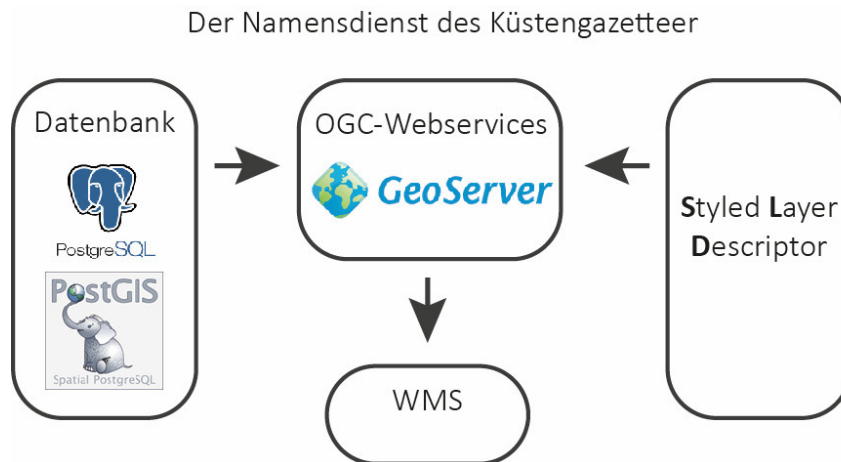 Der Namensdienst des Küstengazetteer
Datenbank
PostgreSQL
PostGIS
Spatial PostgreSQL
OGC-Webservices
GeoServer
WMS
Styled Layer
Descriptor